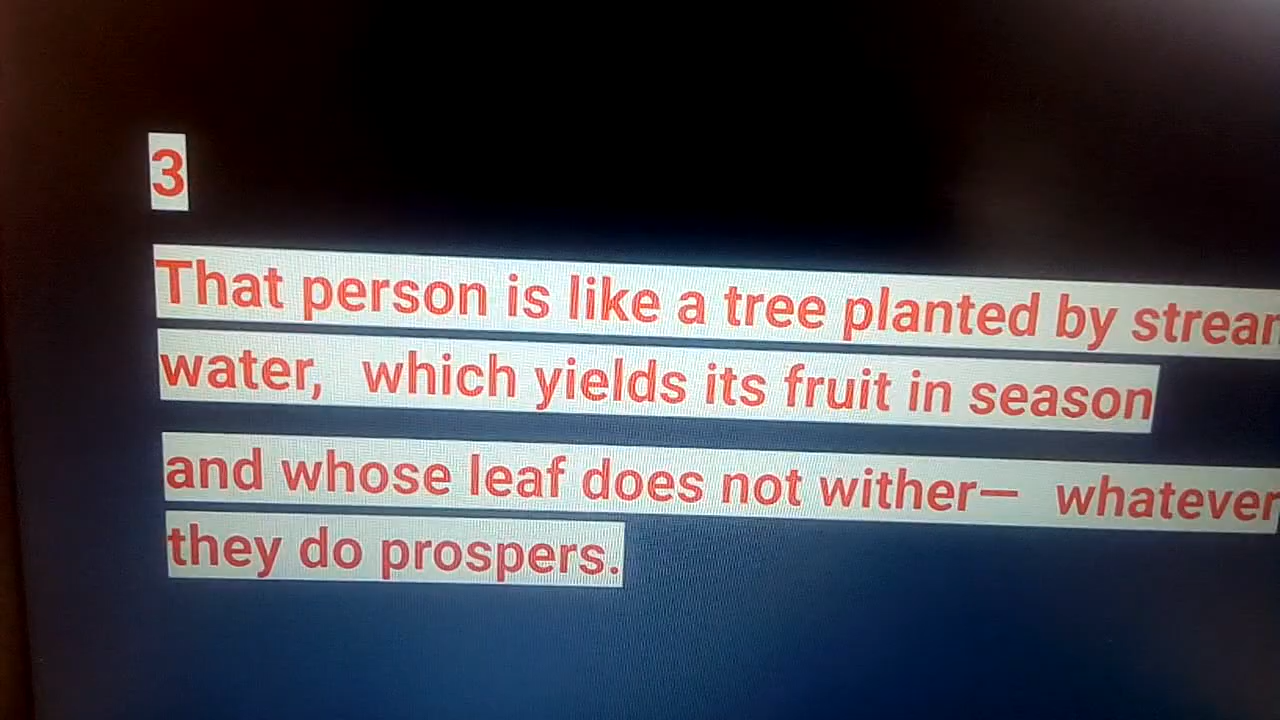 3
That person is like a tree planted by
water, which yields its fruit in season
and whose leaf does not wither— whatever
they do prospers.